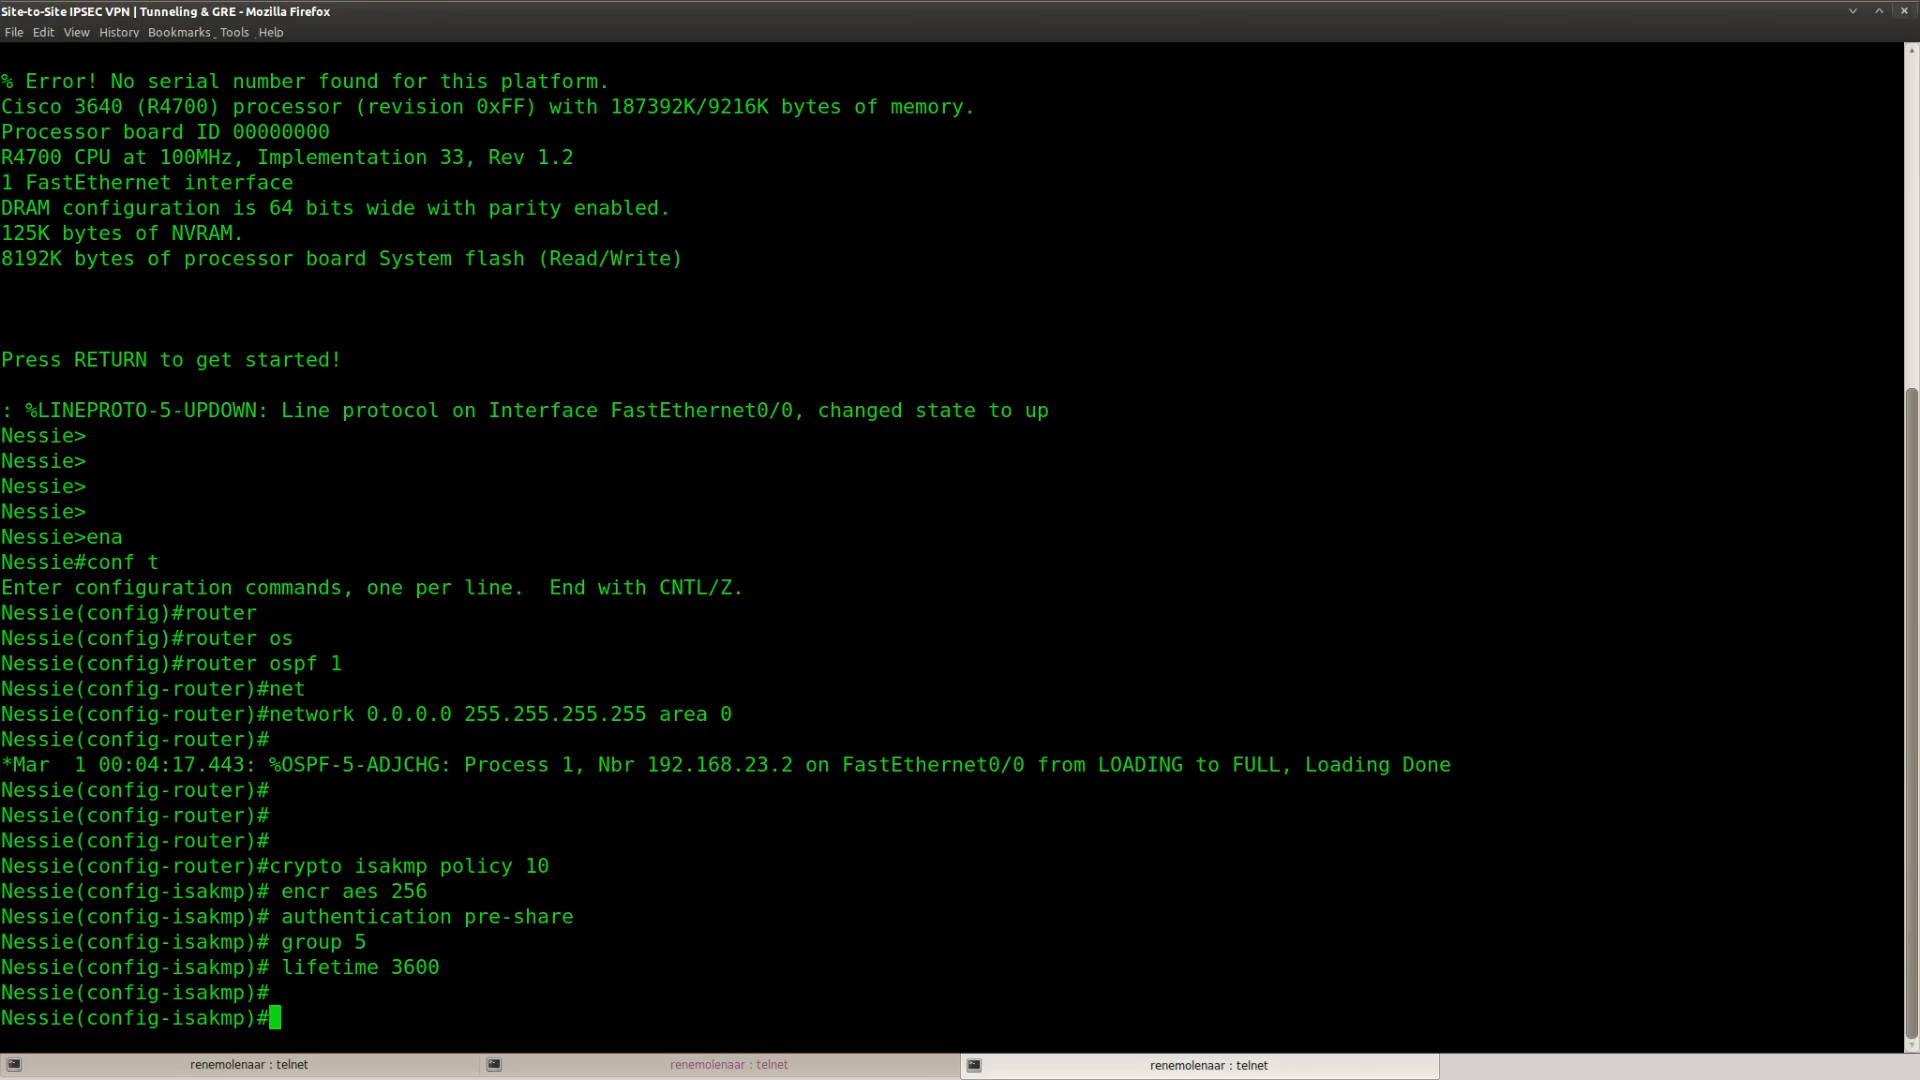 Site-to-Site IPSEC VPN | Tunneling & GRE - Mozilla Firefox
File Edit View History Bookmarks Tools Help
% Error! No serial number found for this platform.
Cisco 3640 (R4700) processor (revision 0xFF) with 187392K/9216K bytes of memory.
Processor board ID 00000000
R4700 CPU at 100MHz, Implementation 33, Rev 1.2
1 FastEthernet interface
DRAM configuration is 64 bits wide with parity enabled.
125K bytes of NVRAM.
8192K bytes of processor board System flash (Read/Write)
Press RETURN to get started!
: %LINEPROTO-5-UPDOWN: Line protocol on Interface FastEthernet0/0, changed state to up
Nessie>
Nessie>
Nessie>
Nessie>
Nessie>ena
Nessie#conf t
Enter configuration commands, one per line.  End with CNTL/Z.
Nessie(config)#router
Nessie(config)#router os
Nessie(config)#router ospf 1
Nessie(config-router)#net
Nessie(config-router)#network 0.0.0.0 255.255.255.255 area 0
Nessie(config-router)#
*Mar  1 00:04:17.443: %OSPF-5-ADJCHG: Process 1, Nbr 192.168.23.2 on FastEthernet0/0 from LOADING to FULL, Loading Done
Nessie(config-router)#
Nessie(config-router)#
Nessie(config-router)#
Nessie(config-router)#crypto isakmp policy 10
Nessie(config-isakmp)# encr aes 256
Nessie(config-isakmp)# authentication pre-share
Nessie(config-isakmp)# group 5
Nessie(config-isakmp)# lifetime 3600
Nessie(config-isakmp)#
Nessie(config-isakmp)#
renemolenaar : telnet renemolenaar : telnet renemolenaar : telnet